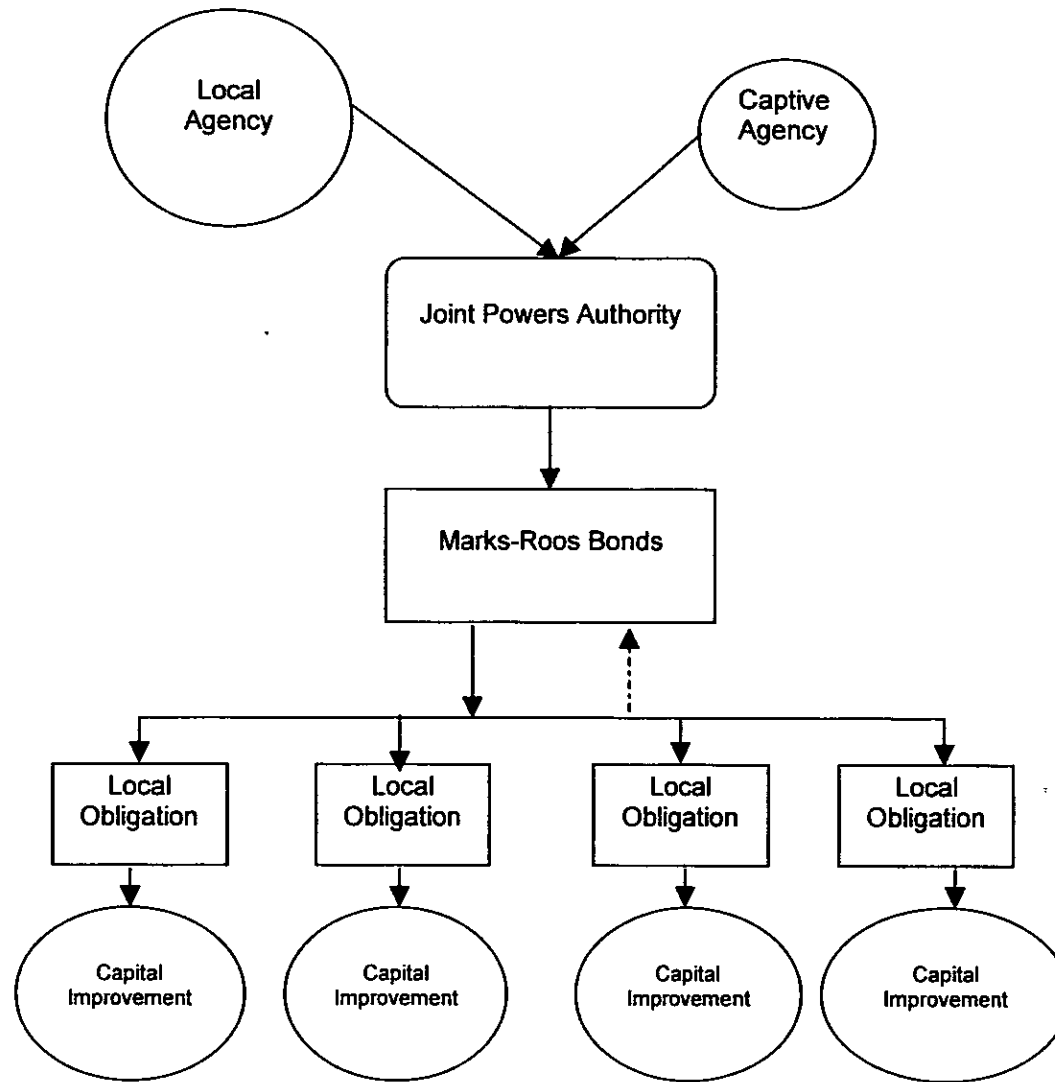 Local
Agency
Captive
Agency
Joint Powers Authority
Marks-Roos Bonds
Local
Obligation
Local
Obligation
Local
Obligation
Local
Obligation
Capital
Improvement
Capital
Improvement
Capital
Improvement
Capital
Improvement